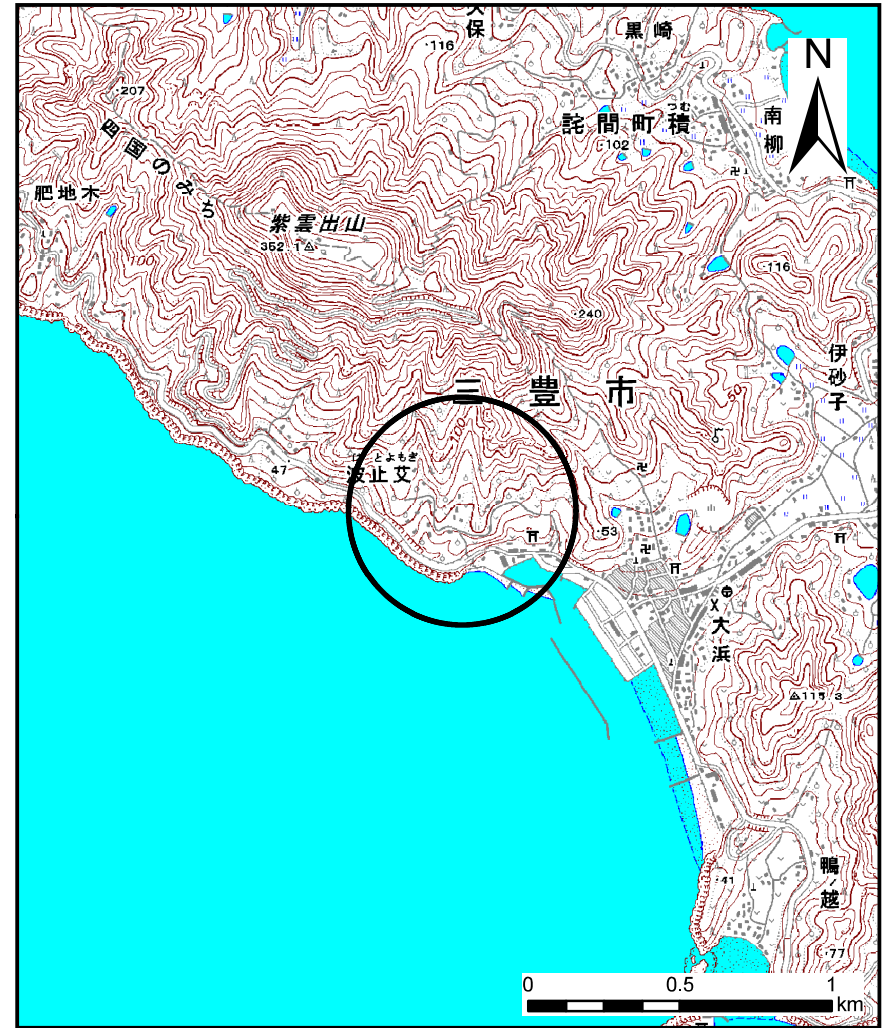 久保
・116
黒崎
N
・207
つむ
詫間町積
南柳
四国のみち
・102
肥地木
紫雲出山
352.1
100
・116
・240
伊砂子
三豊市
50
100
はとよもぎ
波止艾
47
・53
大浜
115.3
・41
鴨ノ越
・77
0 0.5 1
km